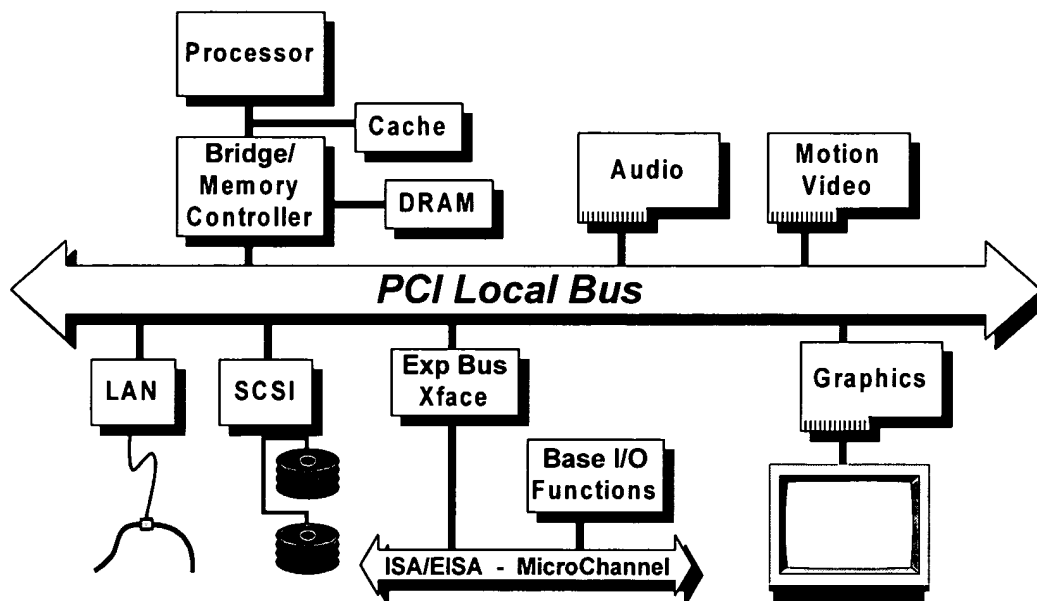 Processor
Cache
Bridge/
Memory
Controller
DRAM
Audio
Motion
Video
PCI Local Bus
LAN
SCSI
Exp Bus
Xface
Graphics
Base I/O
Functions
ISA/EISA - MicroChannel